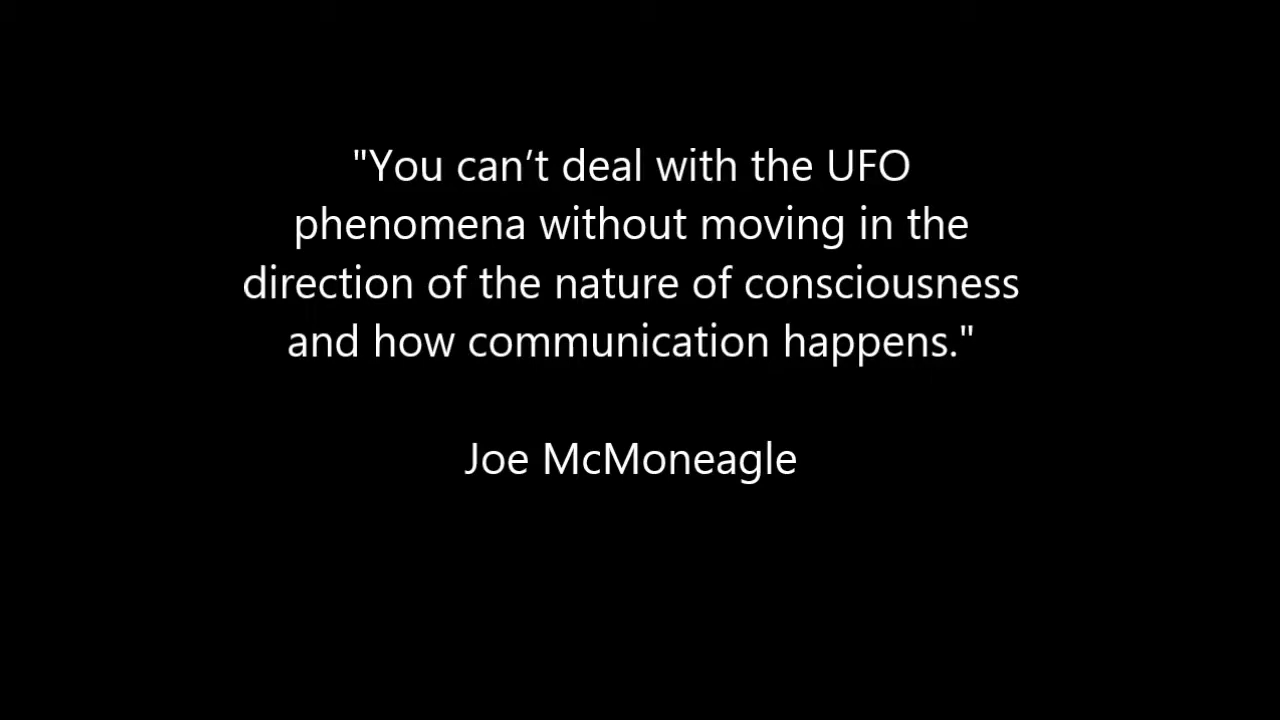 "You can’t deal with the UFO
phenomena without moving in the
direction of the nature of consciousness
and how communication happens."
Joe McMoneagle